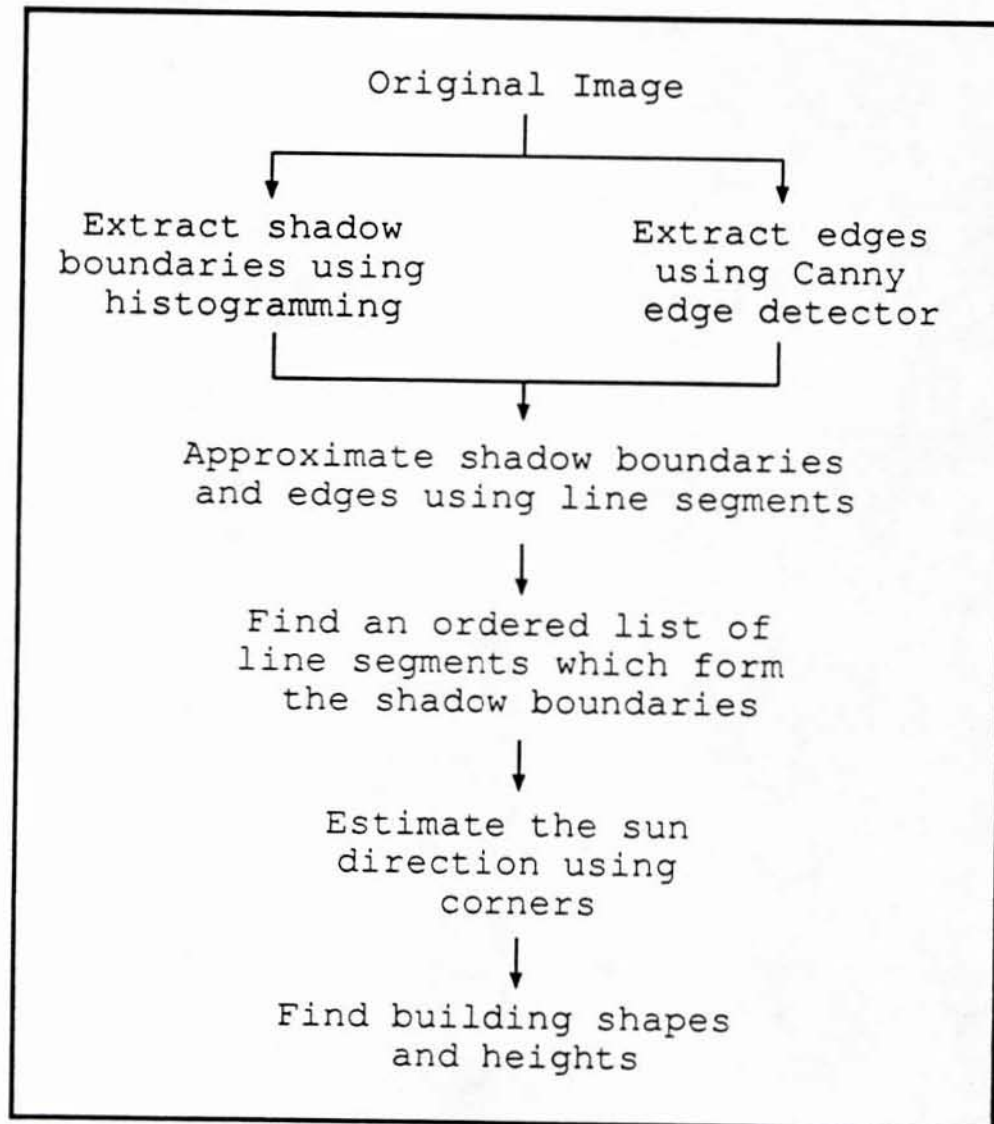 Original Image
Extract shadow
boundaries using
histogramming
Extract edges
using Canny
edge detector
Approximate shadow boundaries
and edges using line segments
Find an ordered list of
line segments which form
the shadow boundaries
Estimate the sun
direction using
corners
Find building shapes
and heights